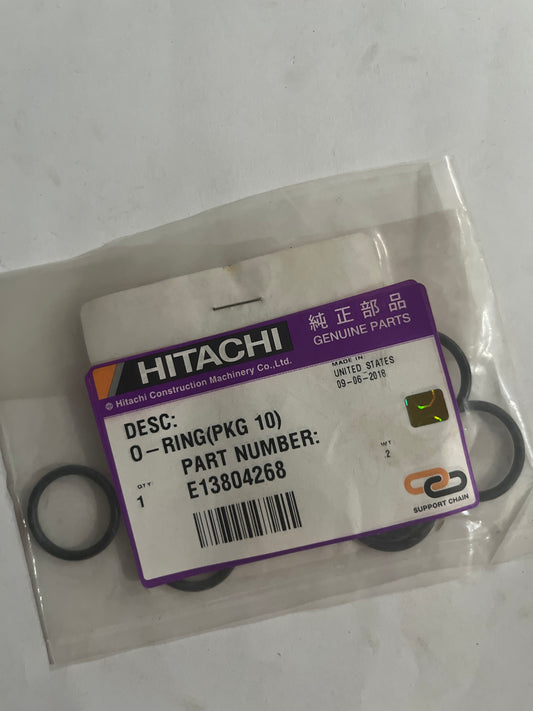 純正部品
GENUINE PARTS
HITACHI
® Hitachi Construction Machinery Co.,Ltd.
MADE IN
UNITED STATES
09-06-2018
DESC:
O-RING(PKG 10)
PART NUMBER:
E13804268
QTY
1
WT
.2
SUPPORT CHAIN